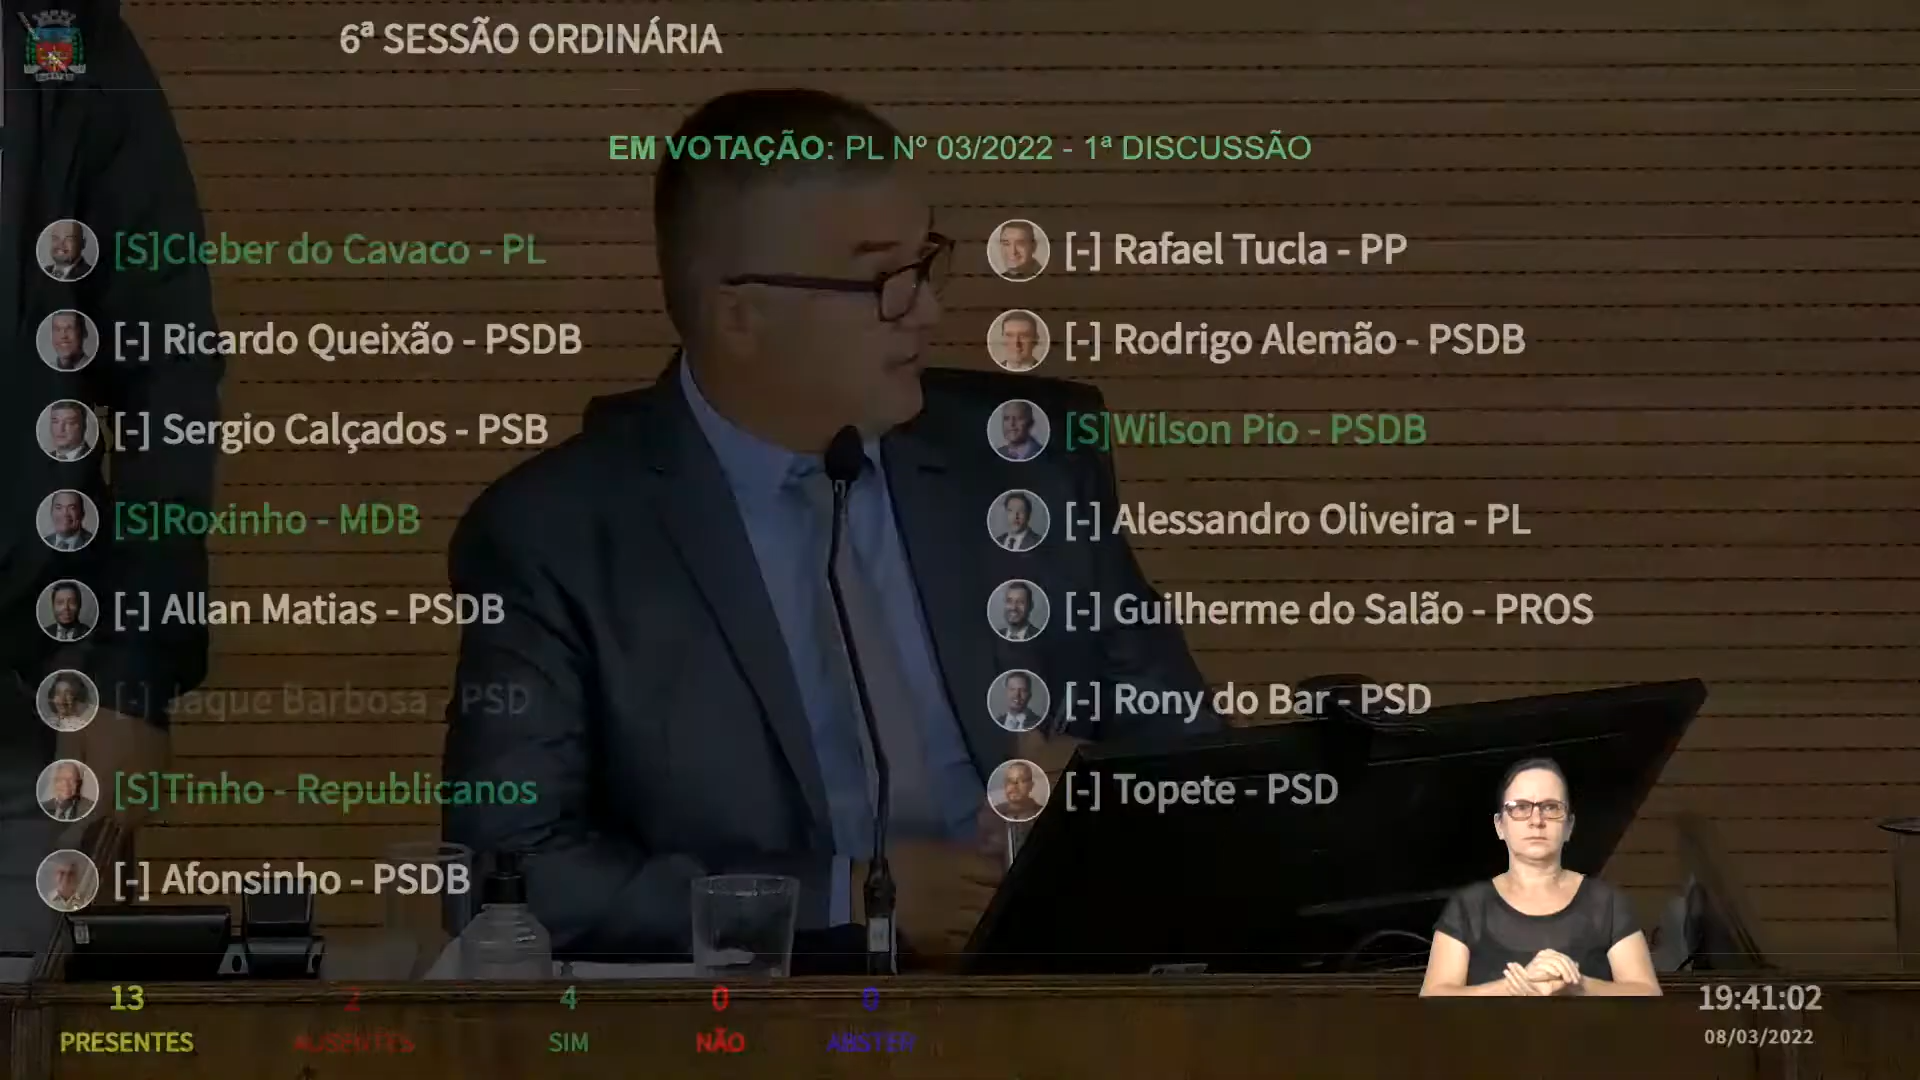 6ª SESSÃO ORDINÁRIA
EM VOTAÇÃO: PL Nº 03/2022 - 1ª DISCUSSÃO
[S]Cleber do Cavaco - PL
[-] Ricardo Queixão - PSDB
[-] Sergio Calçados - PSB
[S]Roxinho - MDB
[-] Allan Matias - PSDB
[-] Jaque Barbosa - PSD
[S]Tinho - Republicanos
[-] Afonsinho - PSDB
[-] Rafael Tucla - PP
[-] Rodrigo Alemão - PSDB
[S]Wilson Pio - PSDB
[-] Alessandro Oliveira - PL
[-] Guilherme do Salão - PROS
[-] Rony do Bar - PSD
[-] Topete - PSD
13 2 4 0 0
PRESENTES AUSENTES SIM NÃO ABSTER
19:41:02
08/03/2022